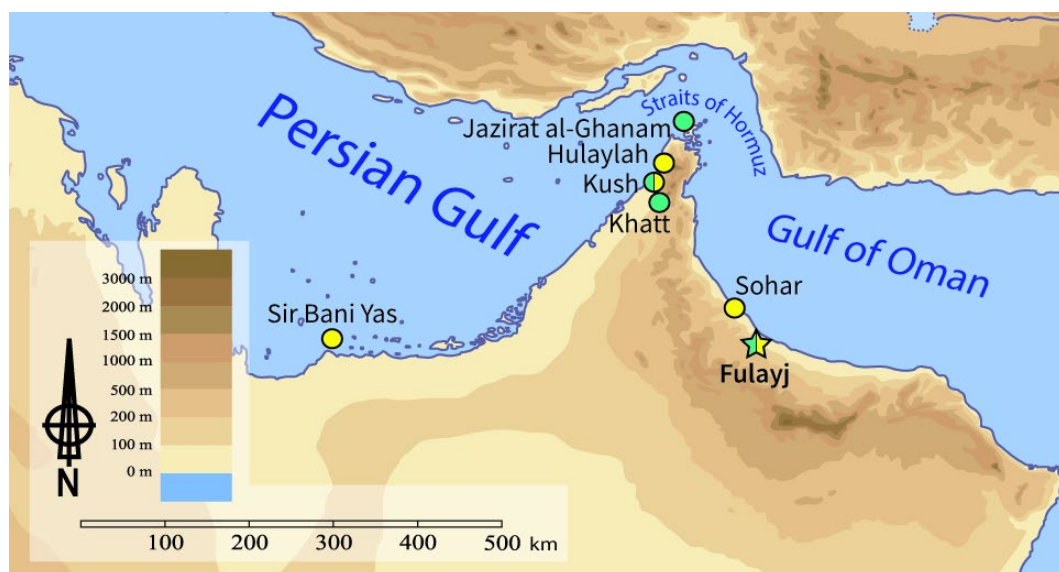 Persian Gulf
Straits of Hormuz
Gulf of Oman
Jazirat al-Ghanam
Hulaylah
Kush
Khatt
Sohar
Fulayj
Sir Bani Yas
3000 m
2000 m
1500 m
1000 m
500 m
200 m
100 m
0 m
N
100 200 300 400 500 km